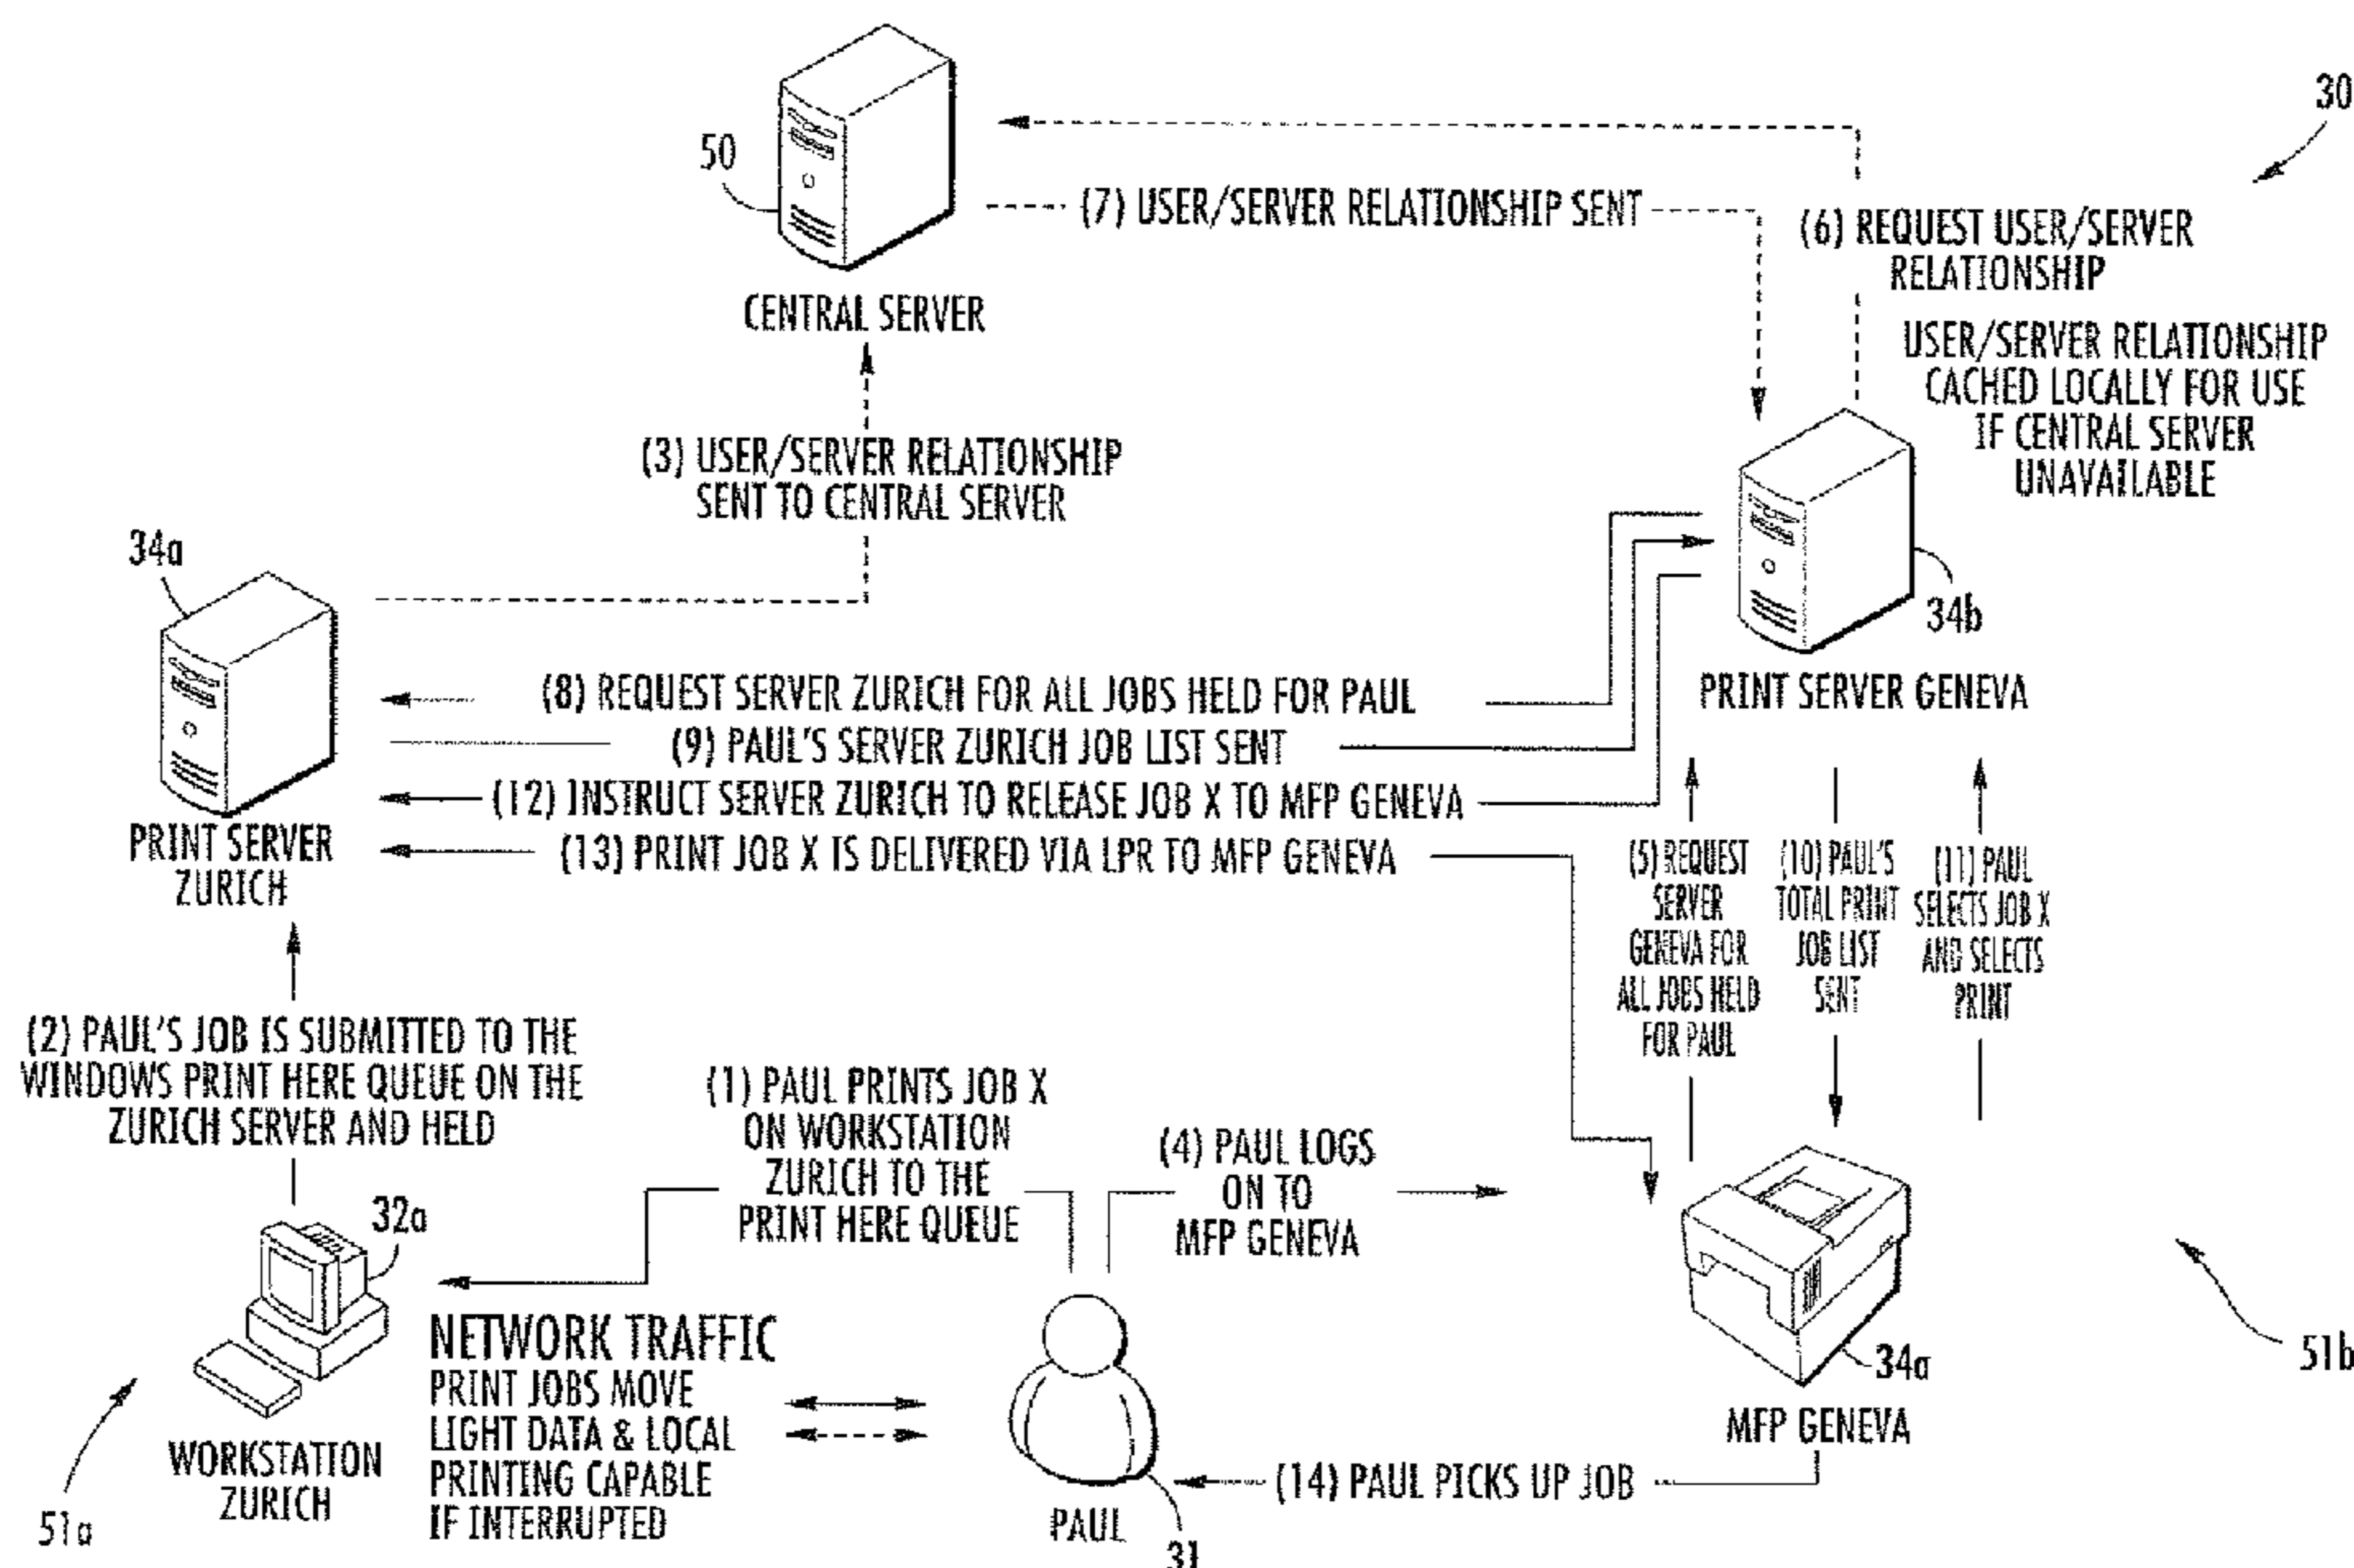 30
50
(7) USER/SERVER RELATIONSHIP SENT
(6) REQUEST USER/SERVER
RELATIONSHIP
CENTRAL SERVER
USER/SERVER RELATIONSHIP
CACHED LOCALLY FOR USE
IF CENTRAL SERVER
UNAVAILABLE
(3) USER/SERVER RELATIONSHIP
SENT TO CENTRAL SERVER
34a
34b
(8) REQUEST SERVER ZURICH FOR ALL JOBS HELD FOR PAUL
PRINT SERVER GENEVA
(9) PAUL'S SERVER ZURICH JOB LIST SENT
(12) INSTRUCT SERVER ZURICH TO RELEASE JOB X TO MFP GENEVA
(13) PRINT JOB X IS DELIVERED VIA LPR TO MFP GENEVA
PRINT SERVER
ZURICH
(5) REQUEST
SERVER
GENEVA FOR
ALL JOBS HELD
FOR PAUL
(10) PAUL'S
TOTAL PRINT
JOB LIST
SENT
(11) PAUL
SELECTS JOB X
AND SELECTS
PRINT
(2) PAUL'S JOB IS SUBMITTED TO THE
WINDOWS PRINT HERE QUEUE ON THE
ZURICH SERVER AND HELD
(1) PAUL PRINTS JOB X
ON WORKSTATION
ZURICH TO THE
PRINT HERE QUEUE
(4) PAUL LOGS
ON TO
MFP GENEVA
32a
NETWORK TRAFFIC
PRINT JOBS MOVE
LIGHT DATA & LOCAL
PRINTING CAPABLE
IF INTERRUPTED
WORKSTATION
ZURICH
51a
34a
MFP GENEVA
51b
(14) PAUL PICKS UP JOB
PAUL
31